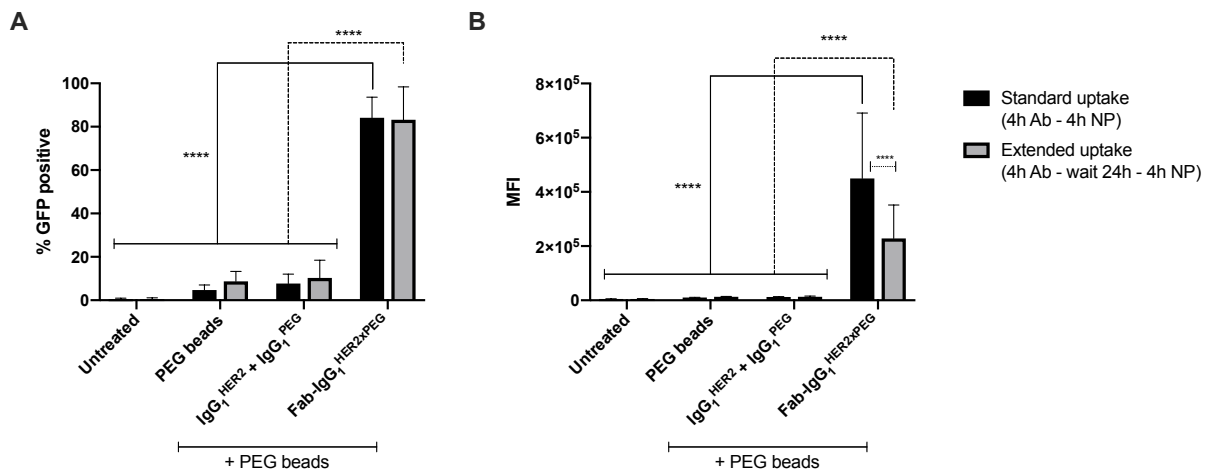 A
****
% GFP positive
100
80
60
40
20
0
****
Untreated
PEG beads
IgG₁ᴴᴱᴿ² + IgG₁ᴾᴱᴳ
Fab-IgG₁ᴴᴱᴿ²ˣᴾᴱᴳ
+ PEG beads
B
****
MFI
8×10⁵
6×10⁵
4×10⁵
2×10⁵
0
****
****
Untreated
PEG beads
IgG₁ᴴᴱᴿ² + IgG₁ᴾᴱᴳ
Fab-IgG₁ᴴᴱᴿ²ˣᴾᴱᴳ
+ PEG beads
Standard uptake
(4h Ab - 4h NP)
Extended uptake
(4h Ab - wait 24h - 4h NP)